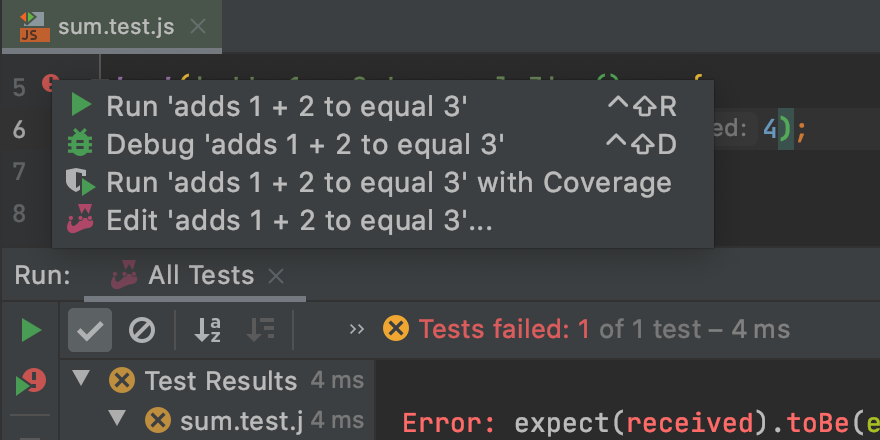 JS sum.test.js
5
Run 'adds 1 + 2 to equal 3' ^⇧R
6 ed: 4);
Debug 'adds 1 + 2 to equal 3' ^⇧D
7
Run 'adds 1 + 2 to equal 3' with Coverage
8
Edit 'adds 1 + 2 to equal 3'...
Run: All Tests
a z Tests failed: 1 of 1 test – 4 ms
Test Results 4 ms
sum.test.j 4 ms
Error: expect(received).toBe(e